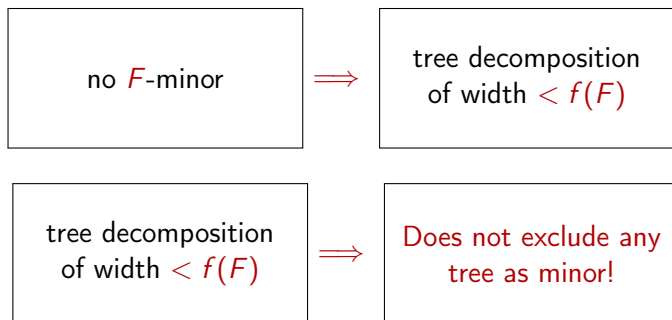 no F-minor ⟹ tree decomposition
of width < f(F)
tree decomposition
of width < f(F) ⟹ Does not exclude any
tree as minor!